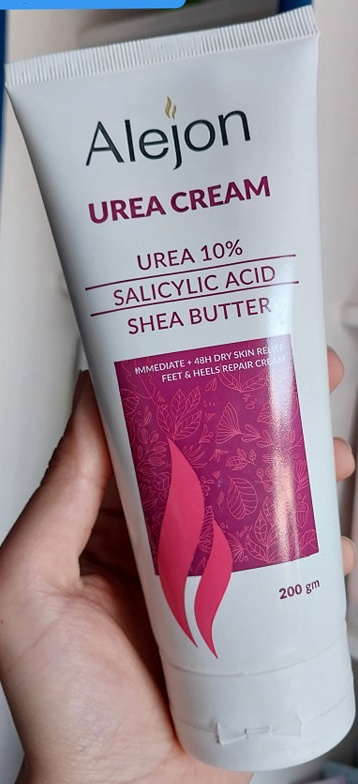 Alejon
UREA CREAM
UREA 10%
SALICYLIC ACID
SHEA BUTTER
IMMEDIATE + 48H DRY SKIN RELIEF
FEET & HEELS REPAIR CREAM
200 gm